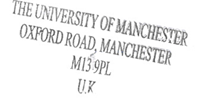 THE UNIVERSITY OF MANCHESTER
OXFORD ROAD, MANCHESTER
M13 9PL
U.K